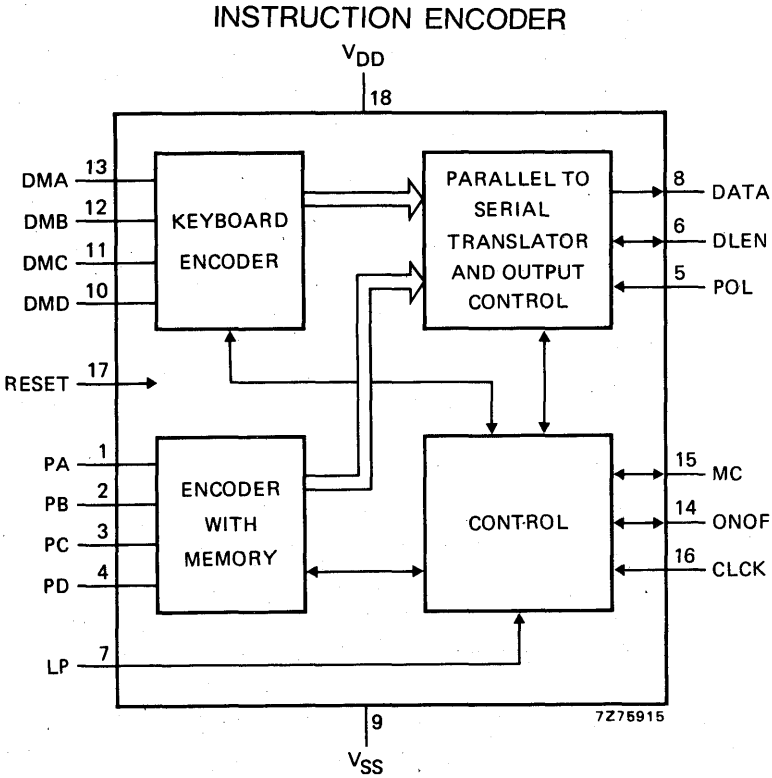 INSTRUCTION ENCODER
VDD
18
DMA 13
DMB 12
DMC 11
DMD 10
KEYBOARD
ENCODER
PARALLEL TO
SERIAL
TRANSLATOR
AND OUTPUT
CONTROL
8 DATA
6 DLEN
5 POL
RESET 17
PA 1
PB 2
PC 3
PD 4
ENCODER
WITH
MEMORY
CONTROL
15 MC
14 ONOF
16 CLCK
LP 7
9
7Z75915
VSS